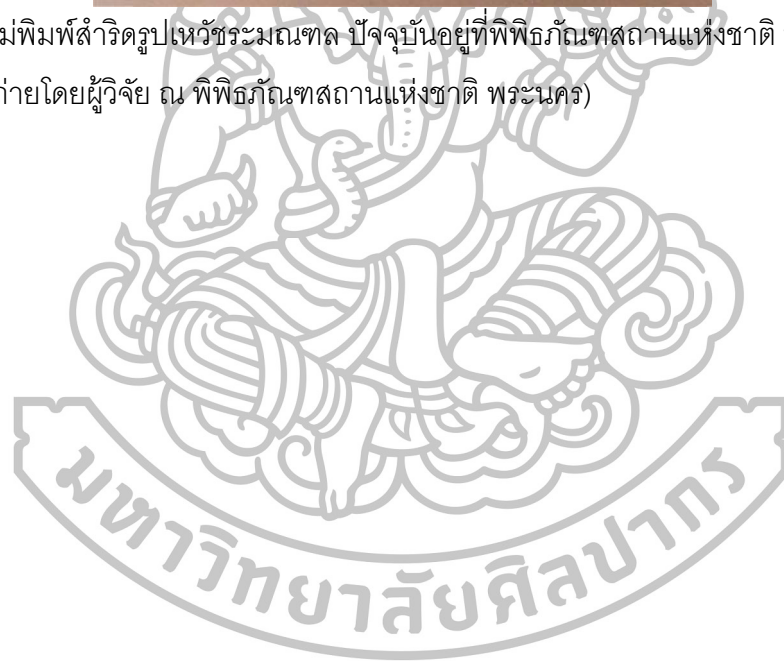 ม่พิมพ์สำริดรูปเหวัชระมณฑล ปัจจุบันอยู่ที่พิพิธภัณฑสถานแห่งชาติ
ถ่ายโดยผู้วิจัย ณ พิพิธภัณฑสถานแห่งชาติ พระนคร)
มหาวิทยาลัยศิลปากร